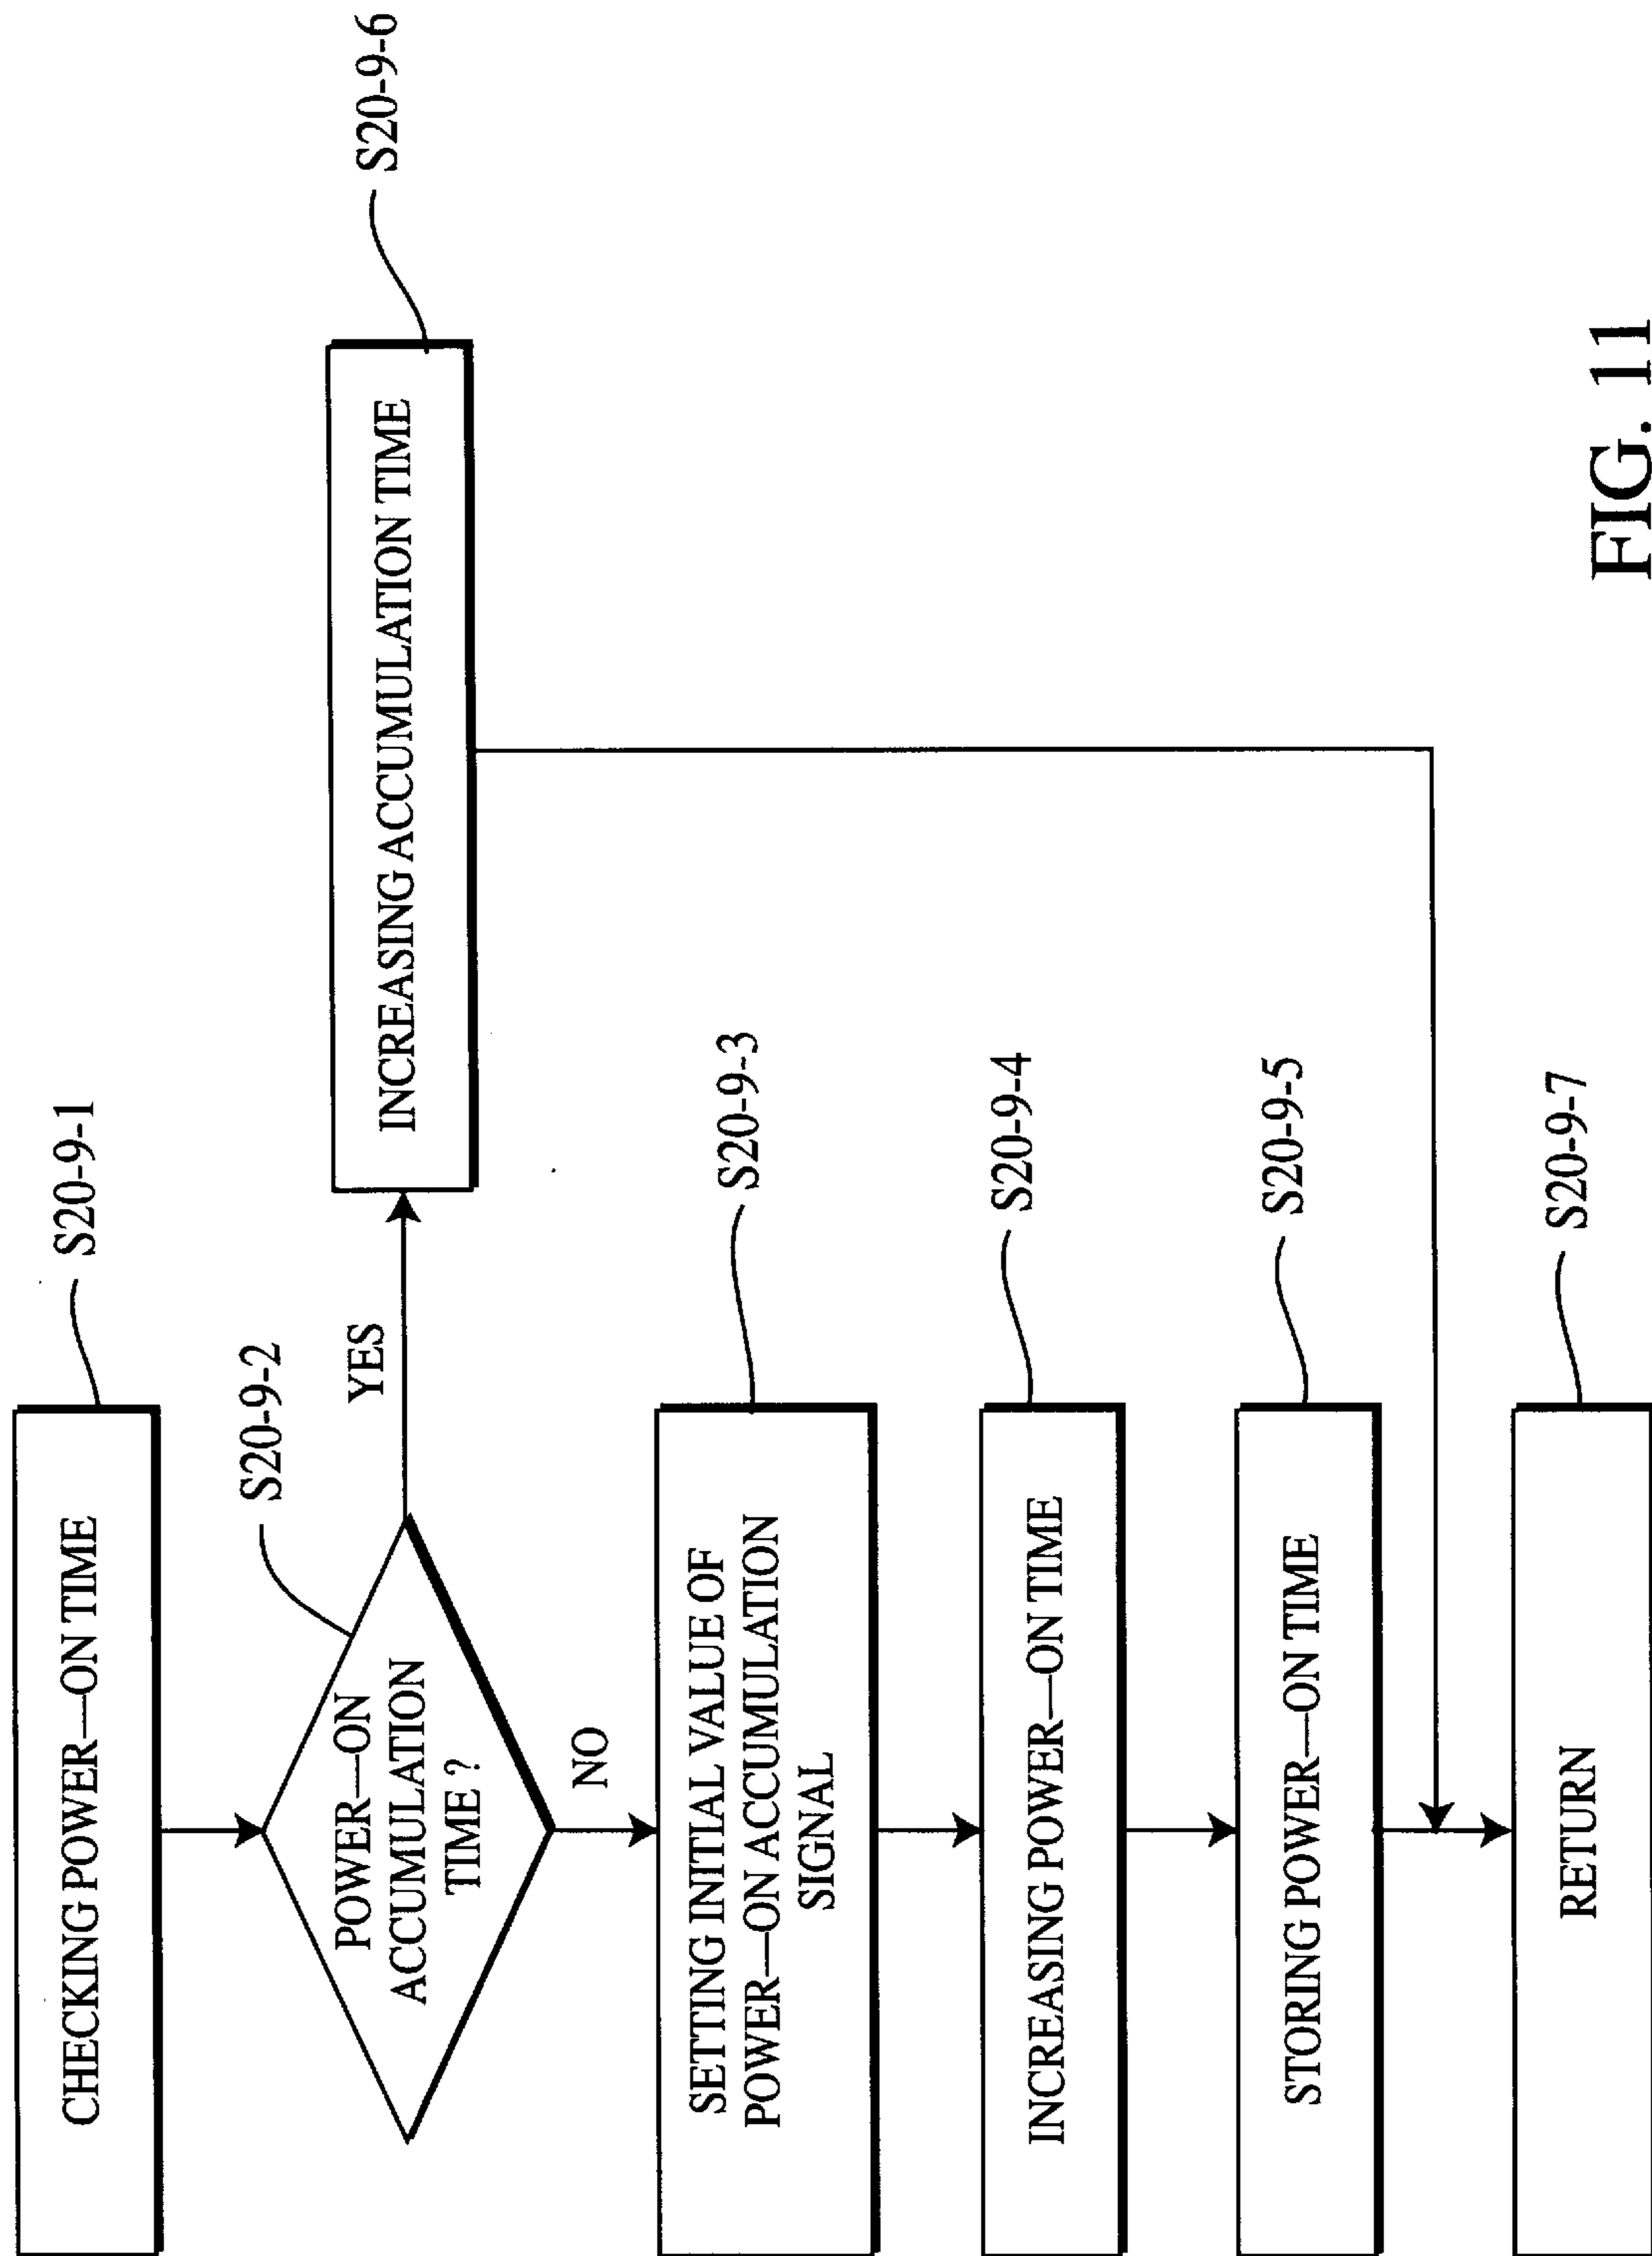 CHECKING POWER—ON TIME
S20-9-1
POWER—ON
ACCUMULATION
TIME ?
S20-9-2
YES
INCREASING ACCUMULATION TIME
S20-9-6
NO
SETTING INITIAL VALUE OF
POWER—ON ACCUMULATION
SIGNAL
S20-9-3
INCREASING POWER—ON TIME
S20-9-4
STORING POWER—ON TIME
S20-9-5
RETURN
S20-9-7
FIG. 11